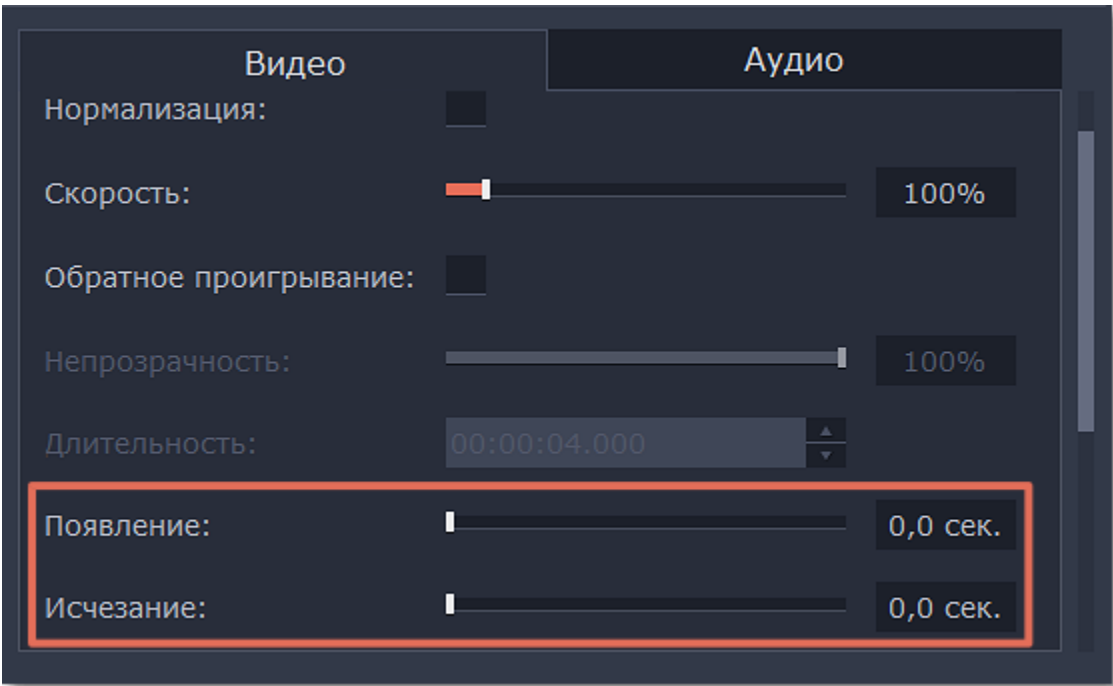 Видео
Аудио
Нормализация:
Скорость: 100%
Обратное проигрывание:
Непрозрачность: 100%
Длительность: 00:00:04.000
Появление: 0,0 сек.
Исчезание: 0,0 сек.